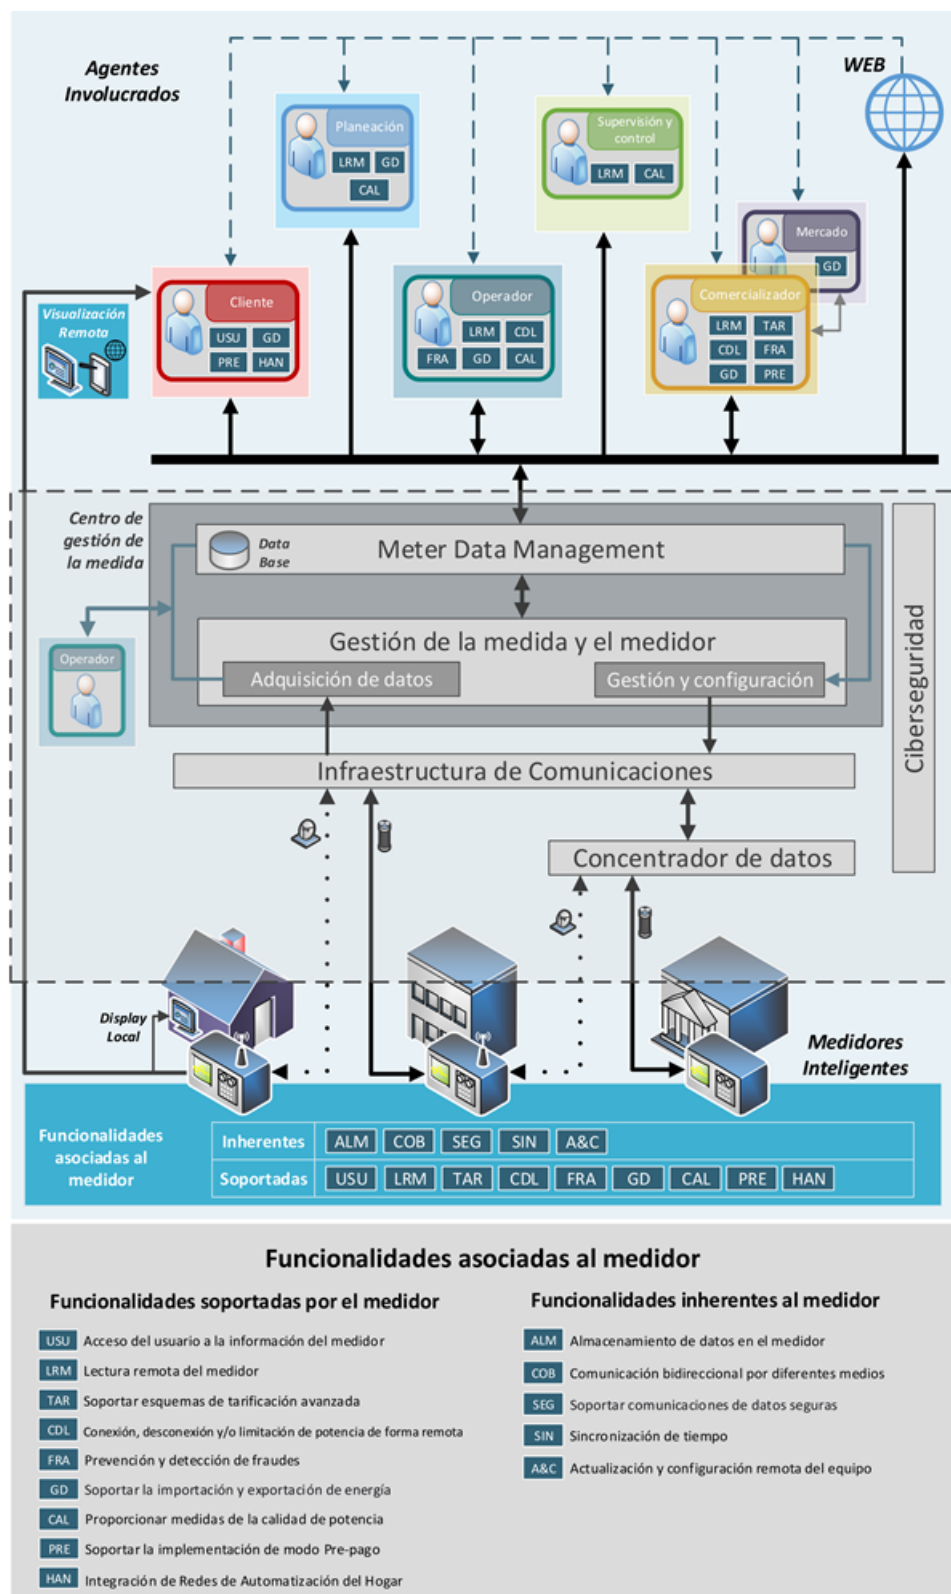 Agentes
Involucrados
WEB
Planeación
LRM GD
CAL
Supervisión y
control
LRM CAL
Mercado
GD
Cliente
USU GD
PRE HAN
Operador
LRM CDL
FRA GD CAL
Comercializador
LRM TAR
CDL FRA
GD PRE
Visualización
Remota
Centro de
gestión de
la medida
Data
Base
Meter Data Management
Gestión de la medida y el medidor
Adquisición de datos
Gestión y configuración
Operador
Ciberseguridad
Infraestructura de Comunicaciones
Concentrador de datos
Display
Local
Medidores
Inteligentes
Funcionalidades
asociadas al
medidor
Inherentes ALM COB SEG SIN A&C
Soportadas USU LRM TAR CDL FRA GD CAL PRE HAN
Funcionalidades asociadas al medidor
Funcionalidades soportadas por el medidor
USU Acceso del usuario a la información del medidor
LRM Lectura remota del medidor
TAR Soportar esquemas de tarificación avanzada
CDL Conexión, desconexión y/o limitación de potencia de forma remota
FRA Prevención y detección de fraudes
GD Soportar la importación y exportación de energía
CAL Proporcionar medidas de la calidad de potencia
PRE Soportar la implementación de modo Pre-pago
HAN Integración de Redes de Automatización del Hogar
Funcionalidades inherentes al medidor
ALM Almacenamiento de datos en el medidor
COB Comunicación bidireccional por diferentes medios
SEG Soportar comunicaciones de datos seguras
SIN Sincronización de tiempo
A&C Actualización y configuración remota del equipo